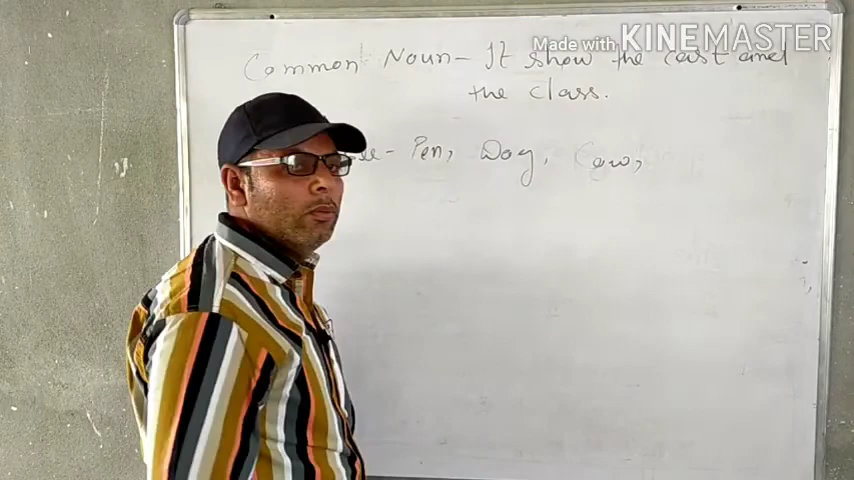 Made with KINEMASTER
Common Noun- It show the cast and
the class.
- Pen, Dog, Cow,